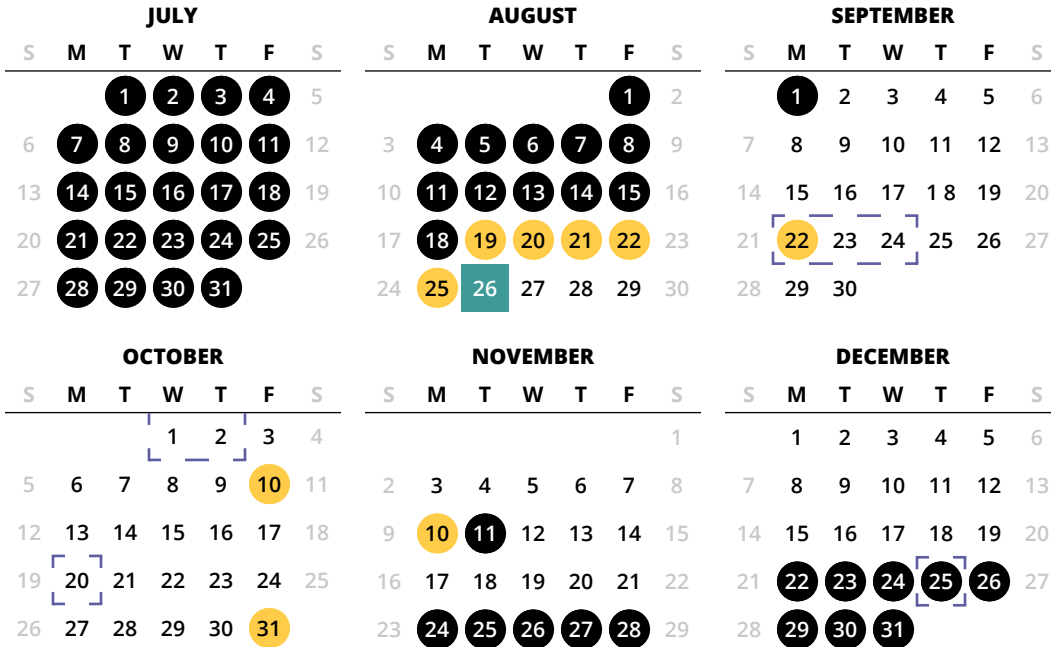 JULY AUGUST SEPTEMBER
S M T W T F S S M T W T F S S M T W T F S
1 2 3 4 5 1 2 1 2 3 4 5 6
6 7 8 9 10 11 12 3 4 5 6 7 8 9 7 8 9 10 11 12 13
13 14 15 16 17 18 19 10 11 12 13 14 15 16 14 15 16 17 1 8 19 20
20 21 22 23 24 25 26 17 18 19 20 21 22 23 21 22 23 24 25 26 27
27 28 29 30 31 24 25 26 27 28 29 30 28 29 30
OCTOBER NOVEMBER DECEMBER
S M T W T F S S M T W T F S S M T W T F S
1 2 3 4 1 1 2 3 4 5 6
5 6 7 8 9 10 11 2 3 4 5 6 7 8 7 8 9 10 11 12 13
12 13 14 15 16 17 18 9 10 11 12 13 14 15 14 15 16 17 18 19 20
19 20 21 22 23 24 25 16 17 18 19 20 21 22 21 22 23 24 25 26 27
26 27 28 29 30 31 23 24 25 26 27 28 29 28 29 30 31